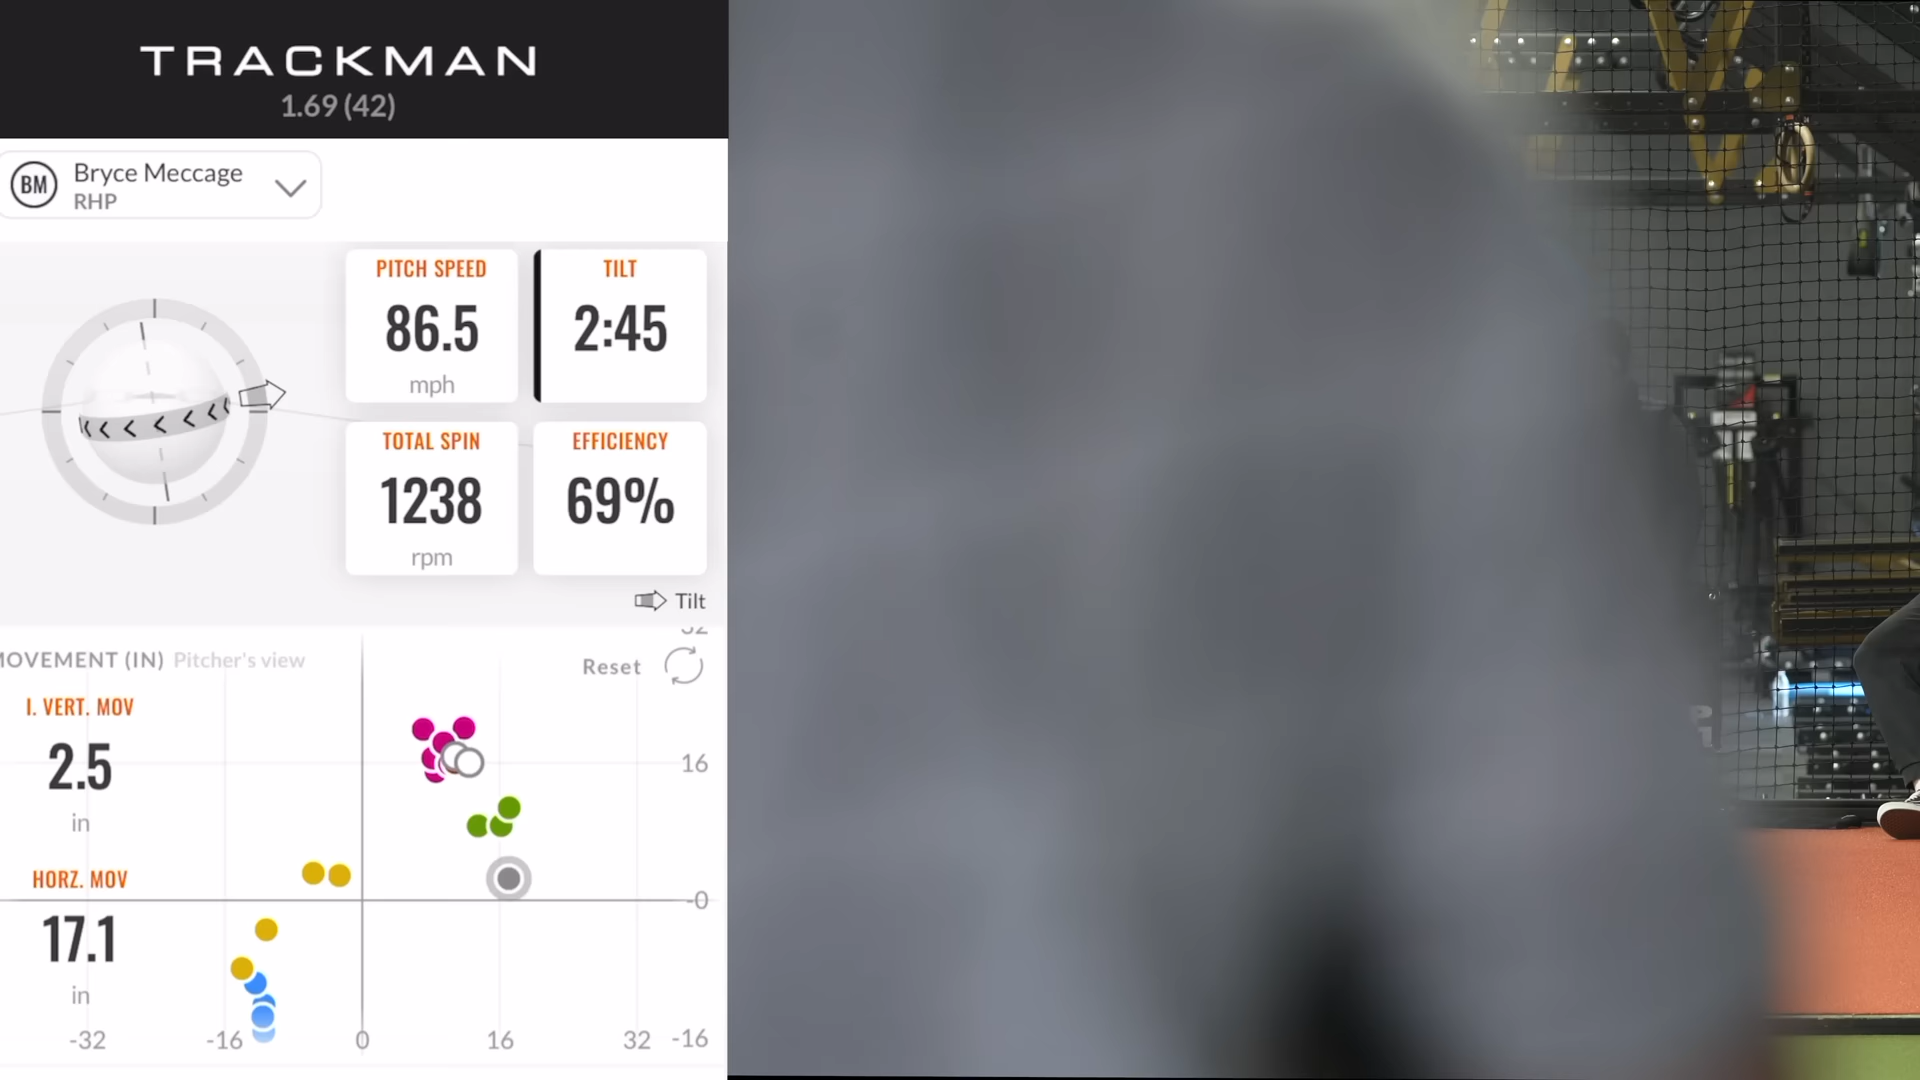 TRACKMAN
1.69 (42)
BM
Bryce Meccage
RHP
PITCH SPEED
86.5
mph
TILT
2:45
TOTAL SPIN
1238
rpm
EFFICIENCY
69%
Tilt
MOVEMENT (IN) Pitcher's view
Reset
32
I. VERT. MOV
2.5
in
16
HORZ. MOV
17.1
in
-0
-32
-16
0
16
32
-16